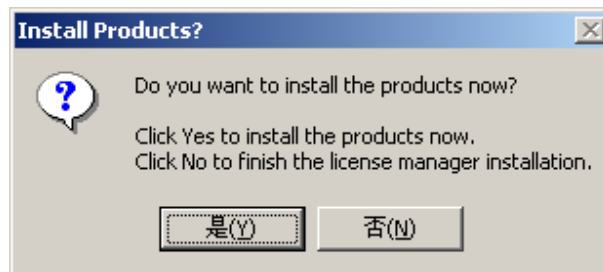 Install Products?
Do you want to install the products now?
Click Yes to install the products now.
Click No to finish the license manager installation.
是(Y) 否(N)